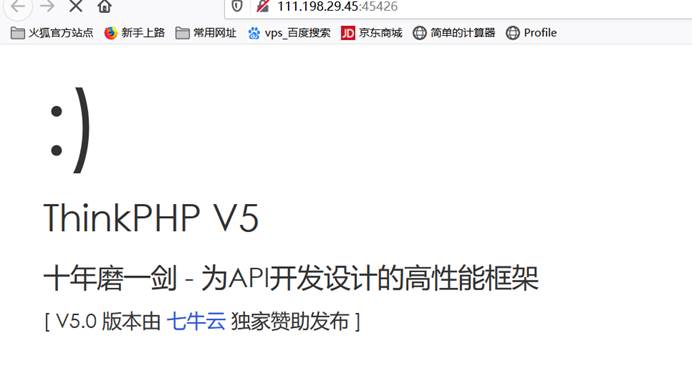 111.198.29.45:45426
火狐官方站点 新手上路 常用网址 vps_百度搜索 JD 京东商城 简单的计算器 Profile
:)
ThinkPHP V5
十年磨一剑 - 为API开发设计的高性能框架
[ V5.0 版本由 七牛云 独家赞助发布 ]